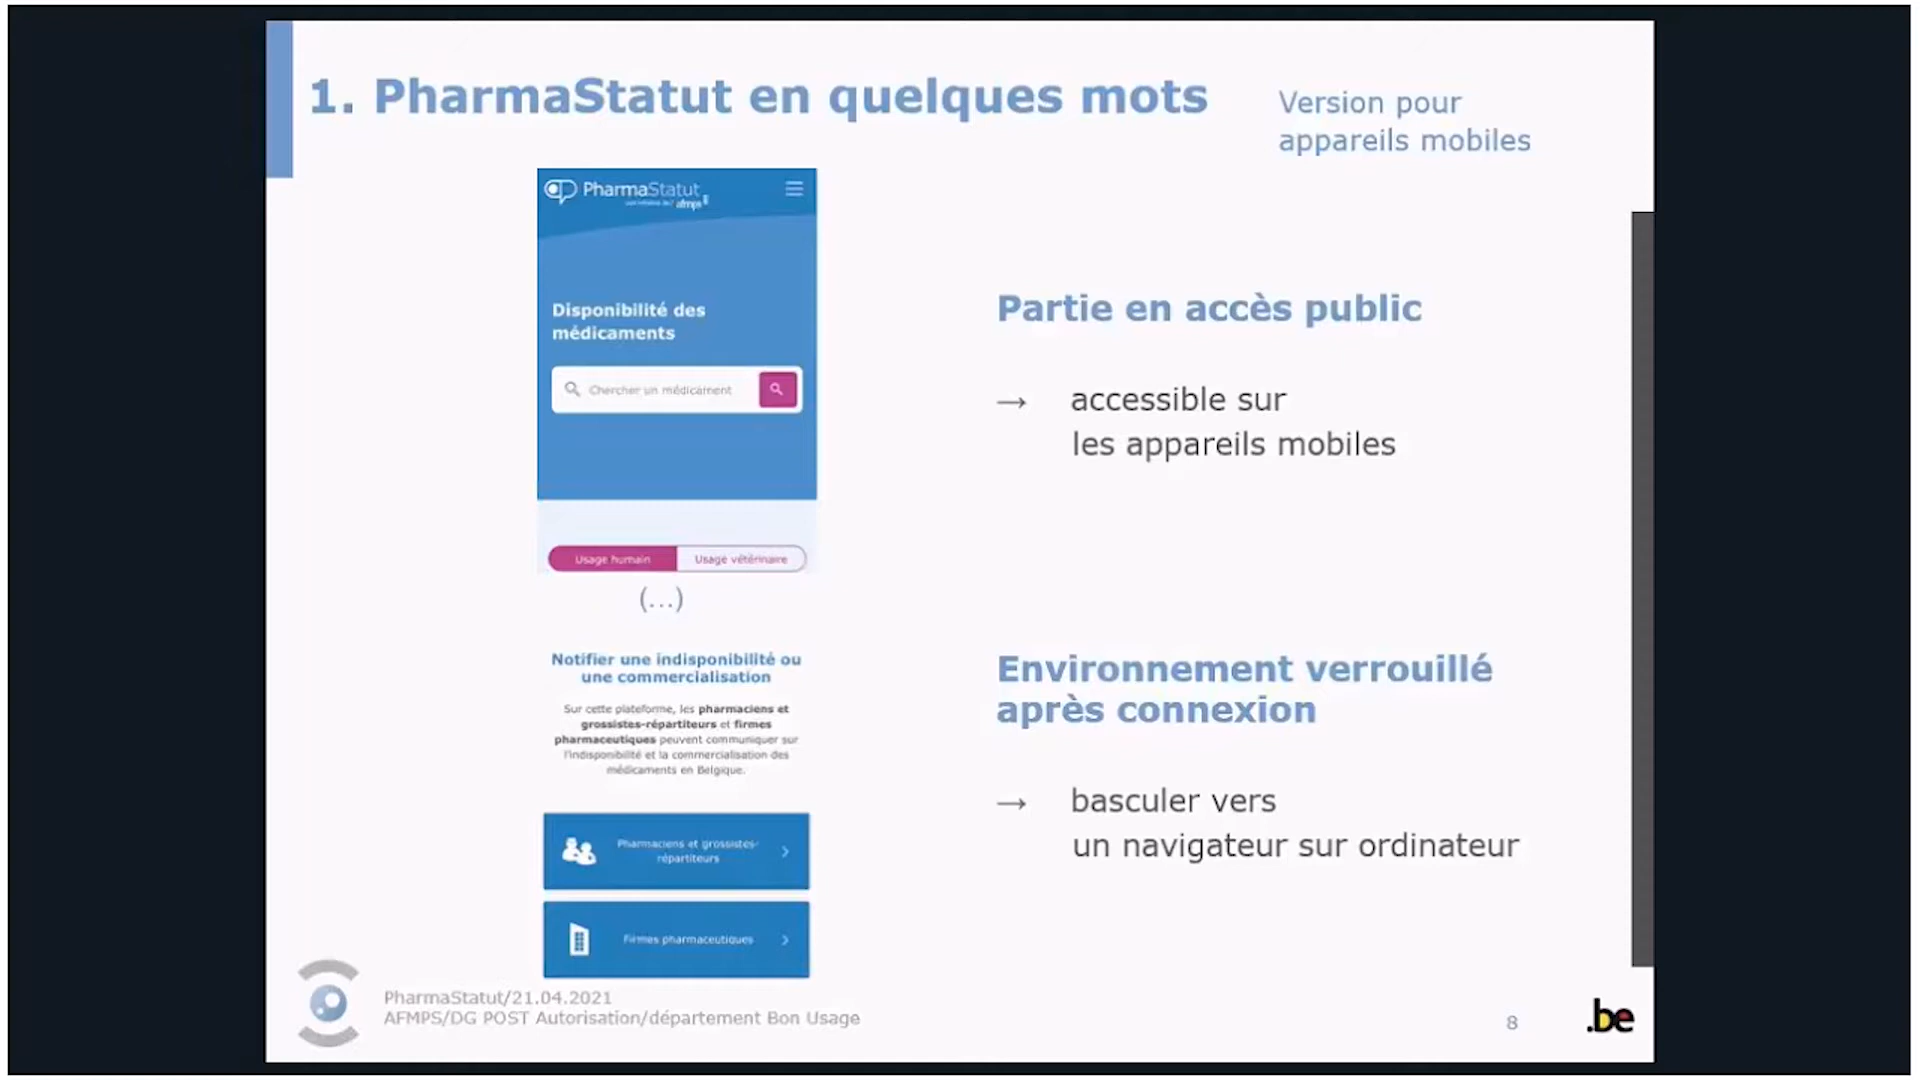 1. PharmaStatut en quelques mots
Version pour
appareils mobiles
PharmaStatut
afmps
Disponibilité des
médicaments
Chercher un médicament
Usage humain
Usage vétérinaire
(...)
Notifier une indisponibilité ou
une commercialisation
Sur cette plateforme, les pharmaciens et
grossistes-répartiteurs et firmes
pharmaceutiques peuvent communiquer sur
l'indisponibilité et la commercialisation des
médicaments en Belgique.
Pharmaciens et grossistes-
répartiteurs
Firmes pharmaceutiques
Partie en accès public
→ accessible sur
les appareils mobiles
Environnement verrouillé
après connexion
→ basculer vers
un navigateur sur ordinateur
PharmaStatut/21.04.2021
AFMPS/DG POST Autorisation/département Bon Usage
8
.be